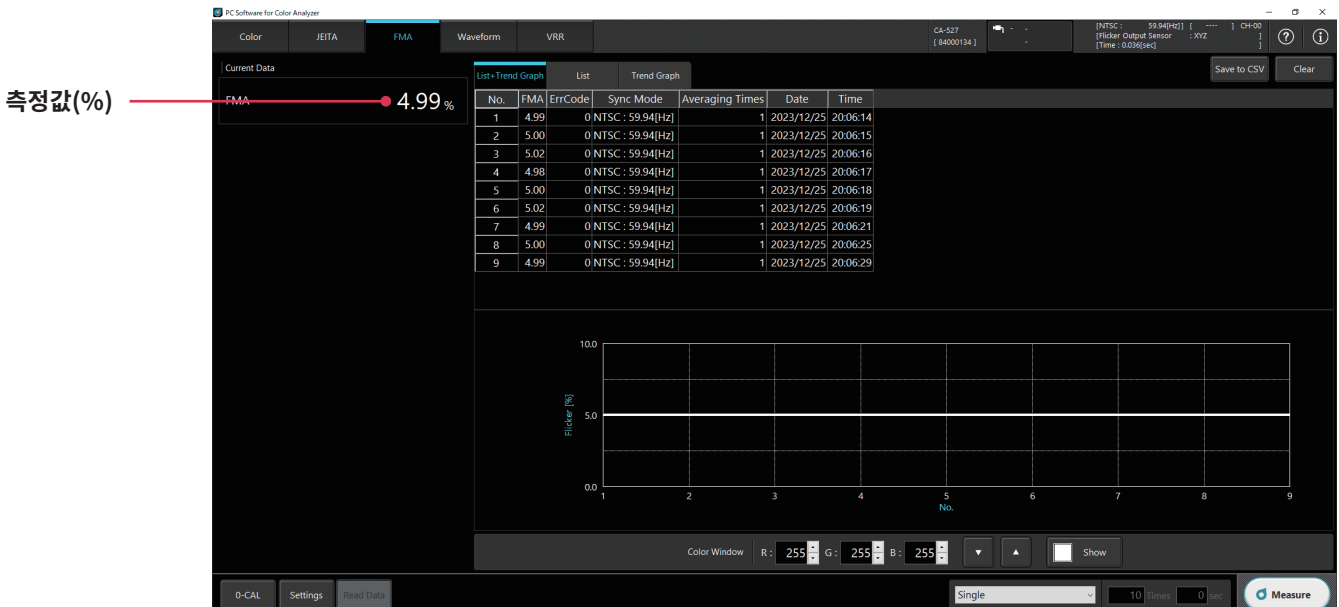 PC Software for Color Analyzer
Color JEITA FMA Waveform VRR
CA-527
[ 84000134 ]
- -
-
[NTSC : 59.94[Hz]] [ ---- ] CH-00
[Flicker Output Sensor : XYZ ]
[Time : 0.036[sec] ]
Current Data
측정값(%)
FMA 4.99 %
List+Trend Graph List Trend Graph
Save to CSV Clear
No. FMA ErrCode Sync Mode Averaging Times Date Time
1 4.99 0 NTSC : 59.94[Hz] 1 2023/12/25 20:06:14
2 5.00 0 NTSC : 59.94[Hz] 1 2023/12/25 20:06:15
3 5.02 0 NTSC : 59.94[Hz] 1 2023/12/25 20:06:16
4 4.98 0 NTSC : 59.94[Hz] 1 2023/12/25 20:06:17
5 5.00 0 NTSC : 59.94[Hz] 1 2023/12/25 20:06:18
6 5.02 0 NTSC : 59.94[Hz] 1 2023/12/25 20:06:19
7 4.99 0 NTSC : 59.94[Hz] 1 2023/12/25 20:06:21
8 5.00 0 NTSC : 59.94[Hz] 1 2023/12/25 20:06:25
9 4.99 0 NTSC : 59.94[Hz] 1 2023/12/25 20:06:29
10.0
Flicker [%]
5.0
0.0
1 2 3 4 5 6 7 8 9
No.
Color Window R : 255 G : 255 B : 255 ▼ ▲ Show
0-CAL Settings Read Data Single 10 Times 0 sec Measure